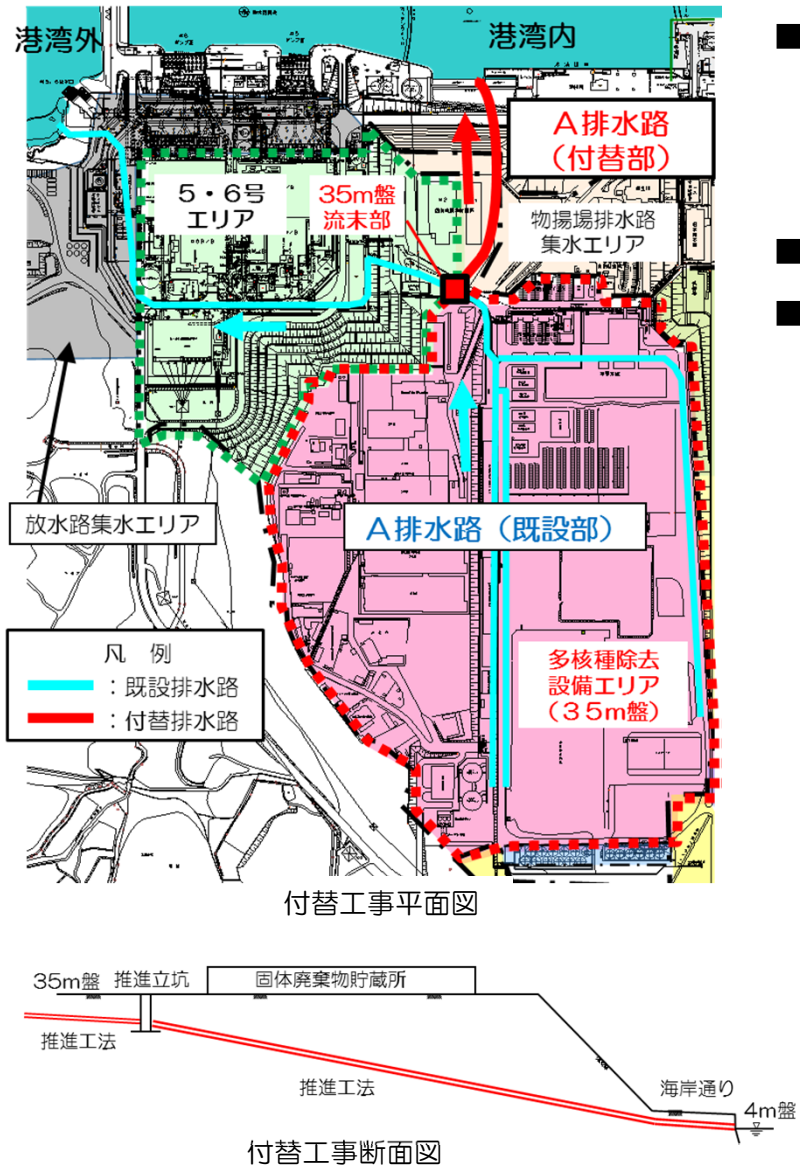 港湾外
港湾内
A排水路
(付替部)
5・6号
エリア
35m盤
流末部
物揚場排水路
集水エリア
放水路集水エリア
A排水路(既設部)
凡 例
:既設排水路
:付替排水路
多核種除去
設備エリア
(35m盤)
付替工事平面図
35m盤
推進立坑
固体廃棄物貯蔵所
推進工法
推進工法
海岸通り
4m盤
付替工事断面図